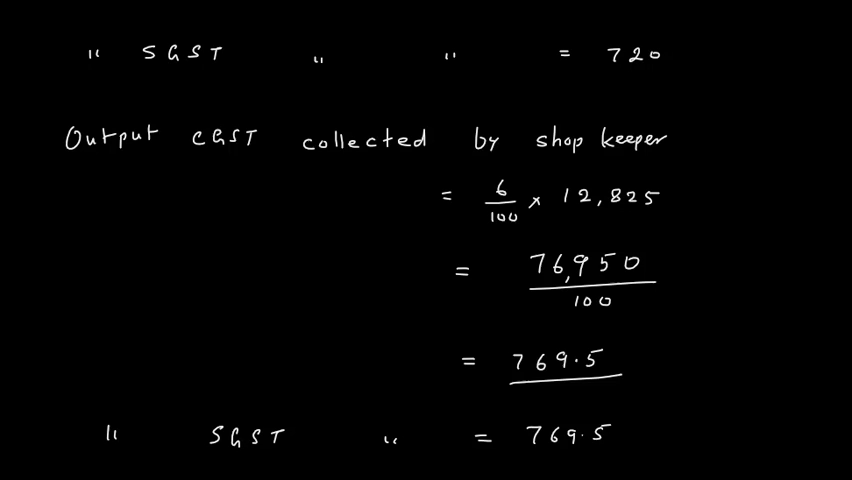 " SGST " " = 720
Output CGST collected by shop keeper
= 6/100 × 12,825
= 76,950/100
= 769.5
" SGST " = 769.5